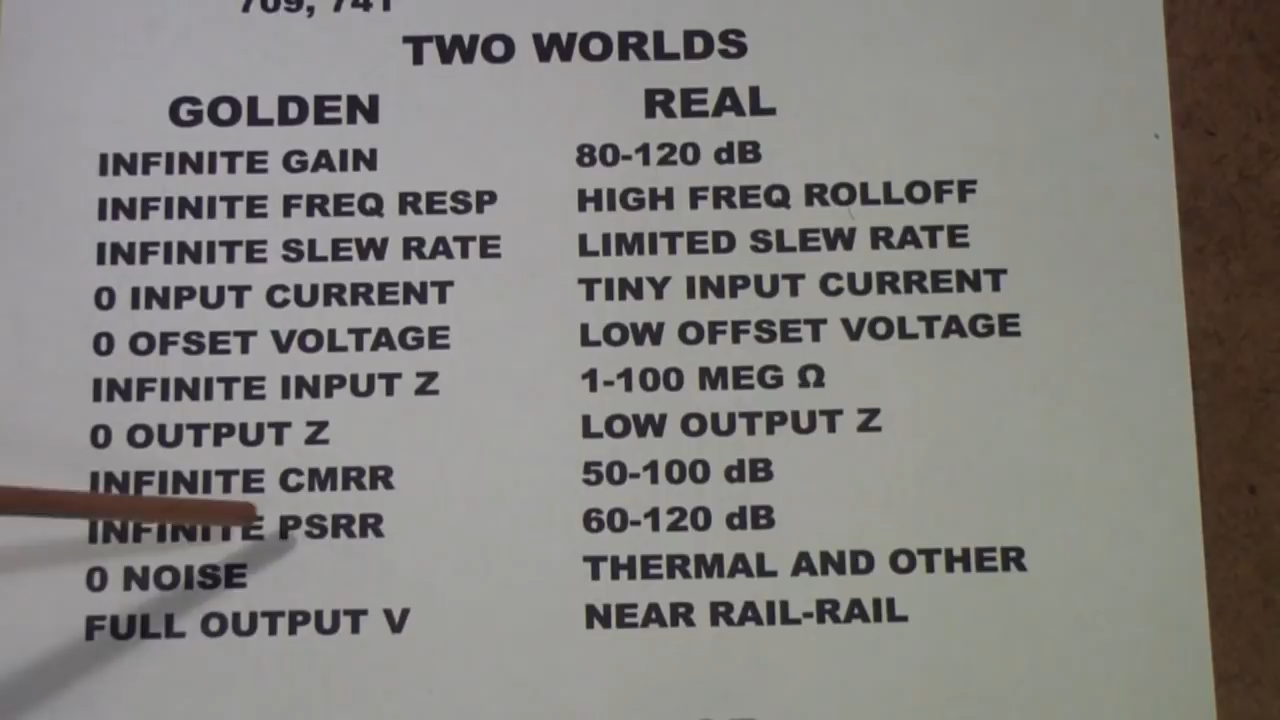 709, 741
TWO WORLDS
GOLDEN REAL
INFINITE GAIN 80-120 dB
INFINITE FREQ RESP HIGH FREQ ROLLOFF
INFINITE SLEW RATE LIMITED SLEW RATE
0 INPUT CURRENT TINY INPUT CURRENT
0 OFSET VOLTAGE LOW OFFSET VOLTAGE
INFINITE INPUT Z 1-100 MEG Ω
0 OUTPUT Z LOW OUTPUT Z
INFINITE CMRR 50-100 dB
INFINITE PSRR 60-120 dB
0 NOISE THERMAL AND OTHER
FULL OUTPUT V NEAR RAIL-RAIL